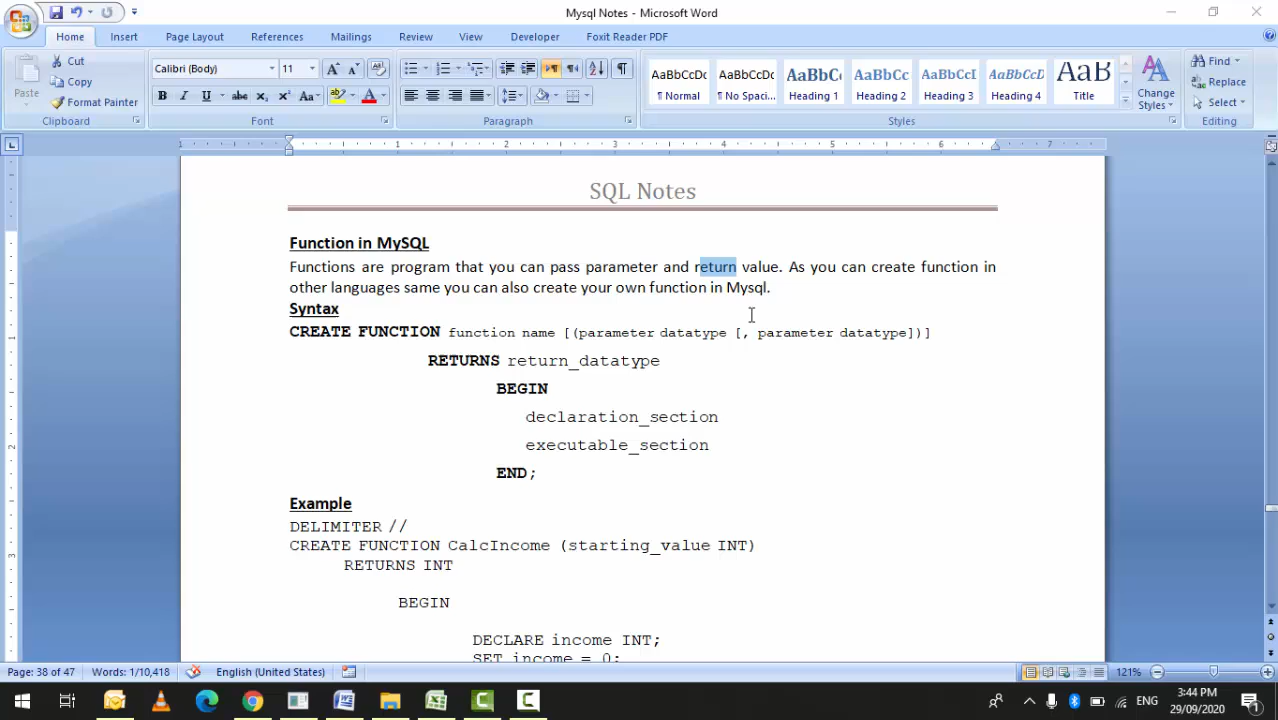 Mysql Notes - Microsoft Word
Home Insert Page Layout References Mailings Review View Developer Foxit Reader PDF
Paste
Cut
Copy
Format Painter
Clipboard
Calibri (Body) 11
Font
Paragraph
AaBbCcDc AaBbCcDc AaBbC AaBbCc AaBbCcI AaBbCcD AaB
¶ Normal ¶ No Spaci... Heading 1 Heading 2 Heading 3 Heading 4 Title
Change Styles
Styles
Find
Replace
Select
Editing
SQL Notes
Function in MySQL
Functions are program that you can pass parameter and return value. As you can create function in
other languages same you can also create your own function in Mysql.
Syntax
CREATE FUNCTION function name [(parameter datatype [, parameter datatype])]
RETURNS return_datatype
BEGIN
declaration_section
executable_section
END;
Example
DELIMITER //
CREATE FUNCTION CalcIncome (starting_value INT)
RETURNS INT
BEGIN
DECLARE income INT;
SET income = 0;
Page: 38 of 47 Words: 1/10,418 English (United States) 121%
ENG 3:44 PM
29/09/2020